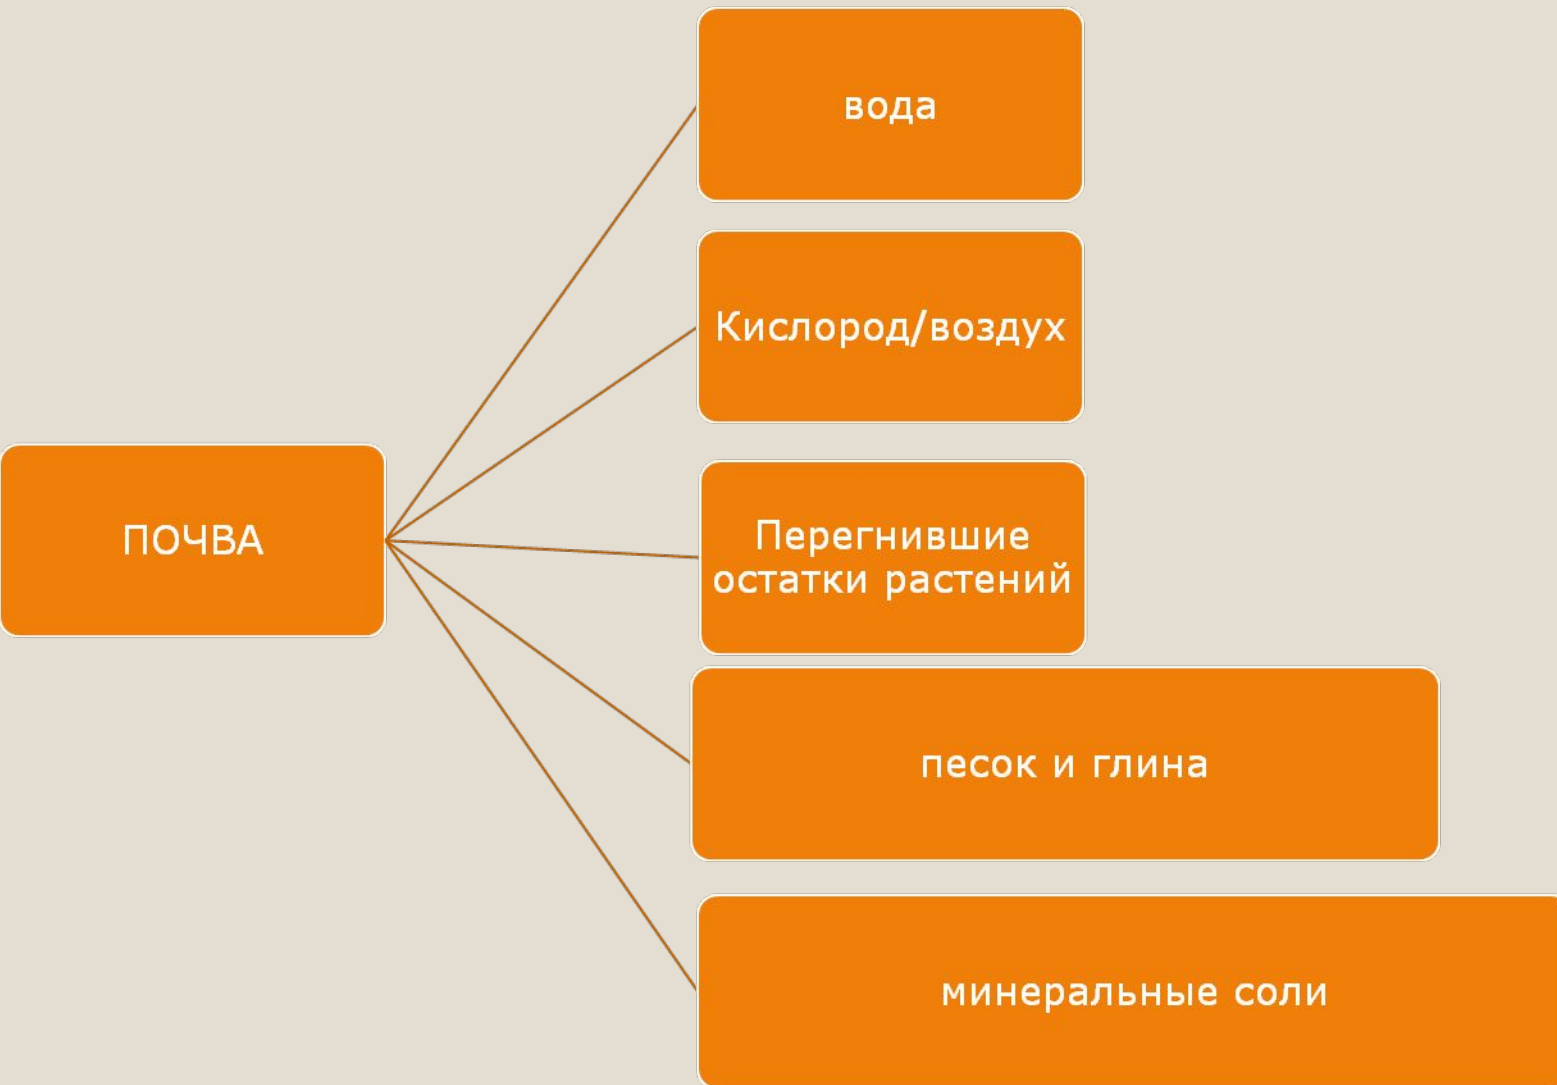 вода
Кислород/воздух
ПОЧВА
Перегнившие
остатки растений
песок и глина
минеральные соли